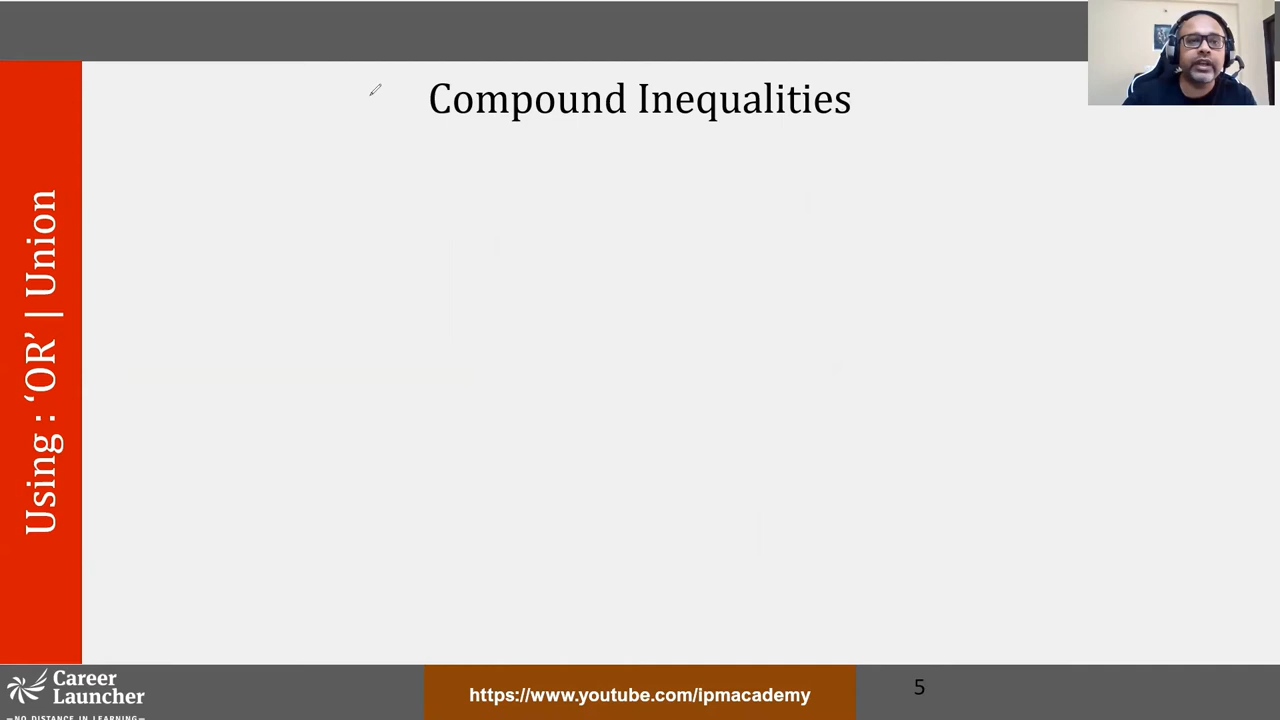 Compound Inequalities
Using : ‘OR’ | Union
Career
Launcher
—NO DISTANCE IN LEARNING—
https://www.youtube.com/ipmacademy
5